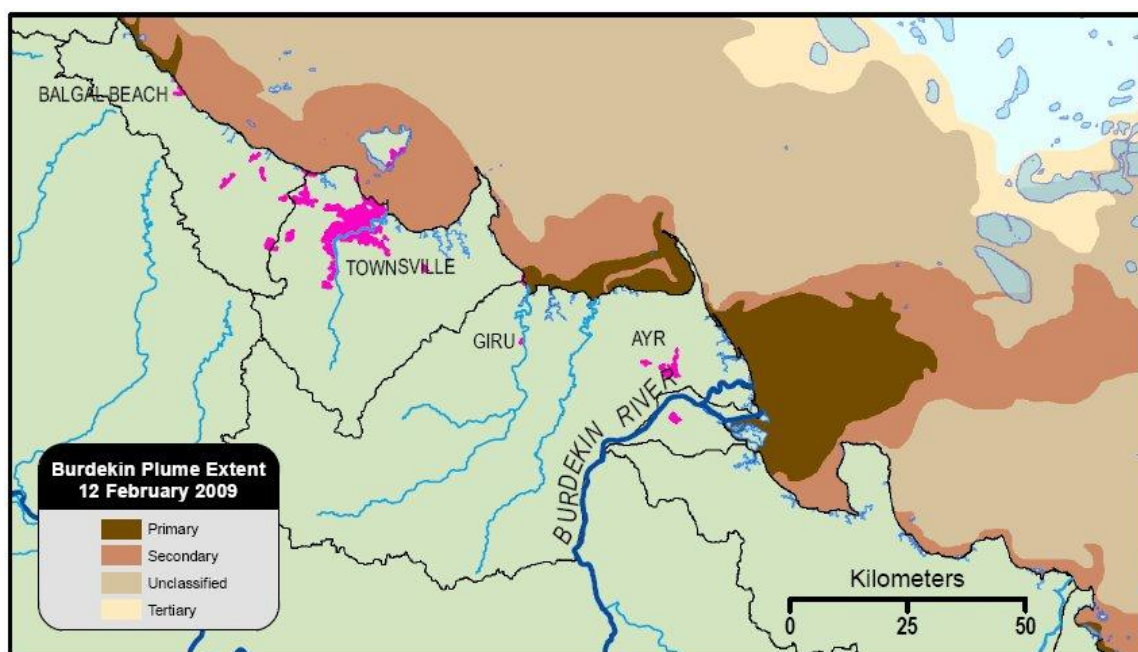 BALGAL BEACH
TOWNSVILLE
GIRU
AYR
BURDEKIN RIVER
Burdekin Plume Extent
12 February 2009
Primary
Secondary
Unclassified
Tertiary
Kilometers
0 25 50